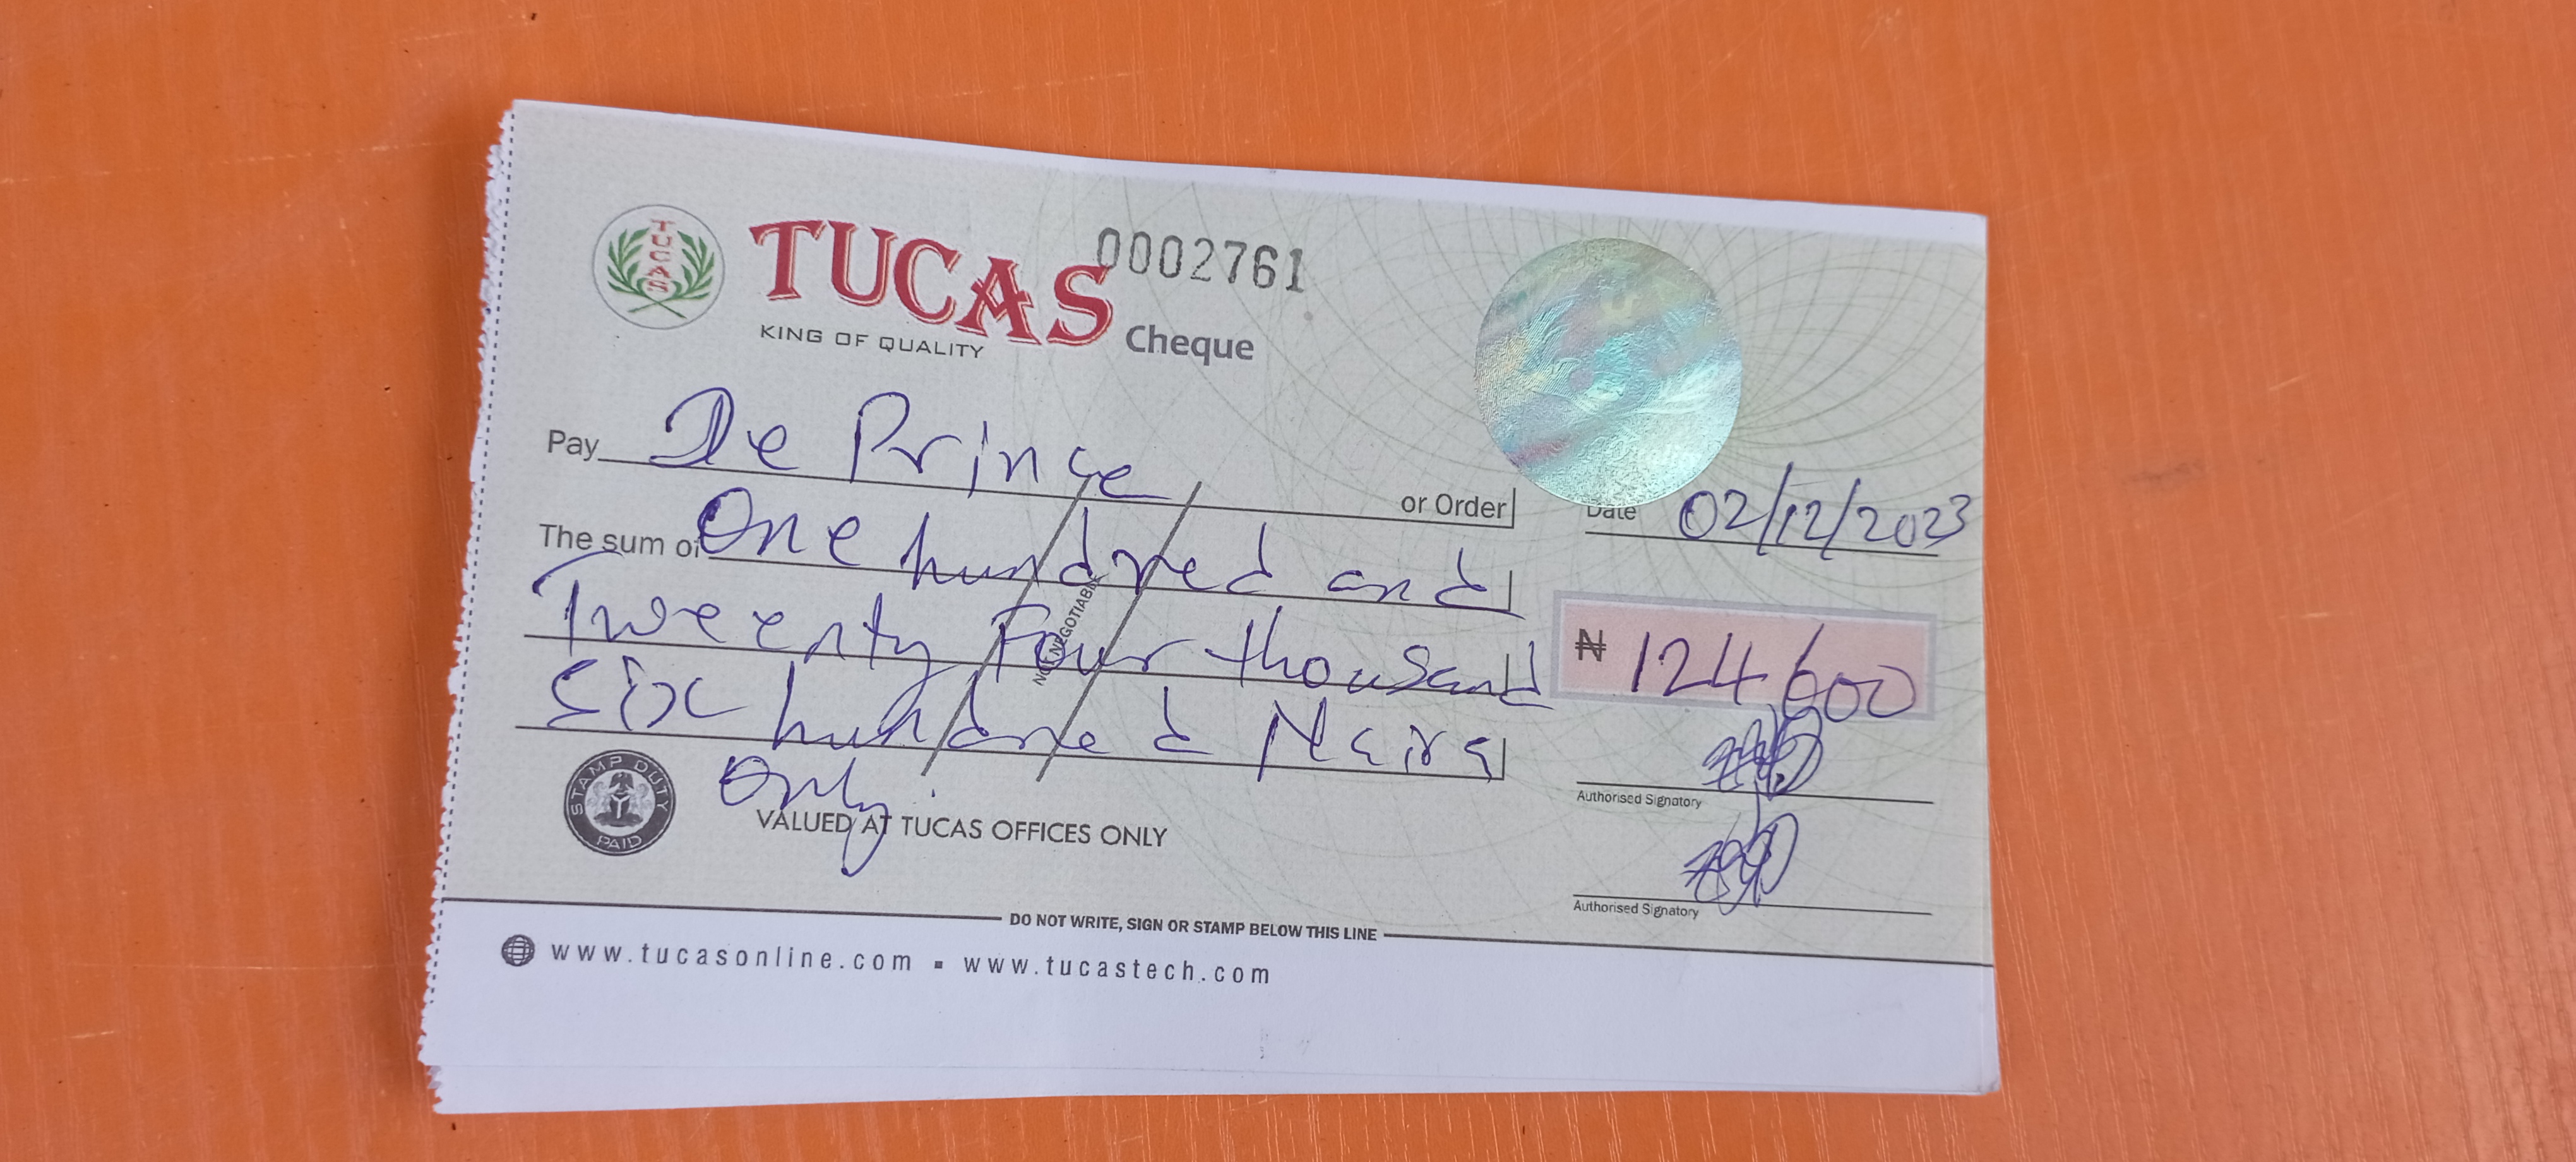 TUCAS
TUCAS
0002761
KING OF QUALITY
Cheque
Pay De Prince or Order
Date 02/12/2023
The sum of One hundred and
Tweenty Four thousand
₦ 124/600
Six hundred Naira
Only.
NOT NEGOTIABLE
STAMP DUTY
PAID
VALUED AT TUCAS OFFICES ONLY
Authorised Signatory
Authorised Signatory
DO NOT WRITE, SIGN OR STAMP BELOW THIS LINE
www.tucasonline.com ▪ www.tucastech.com